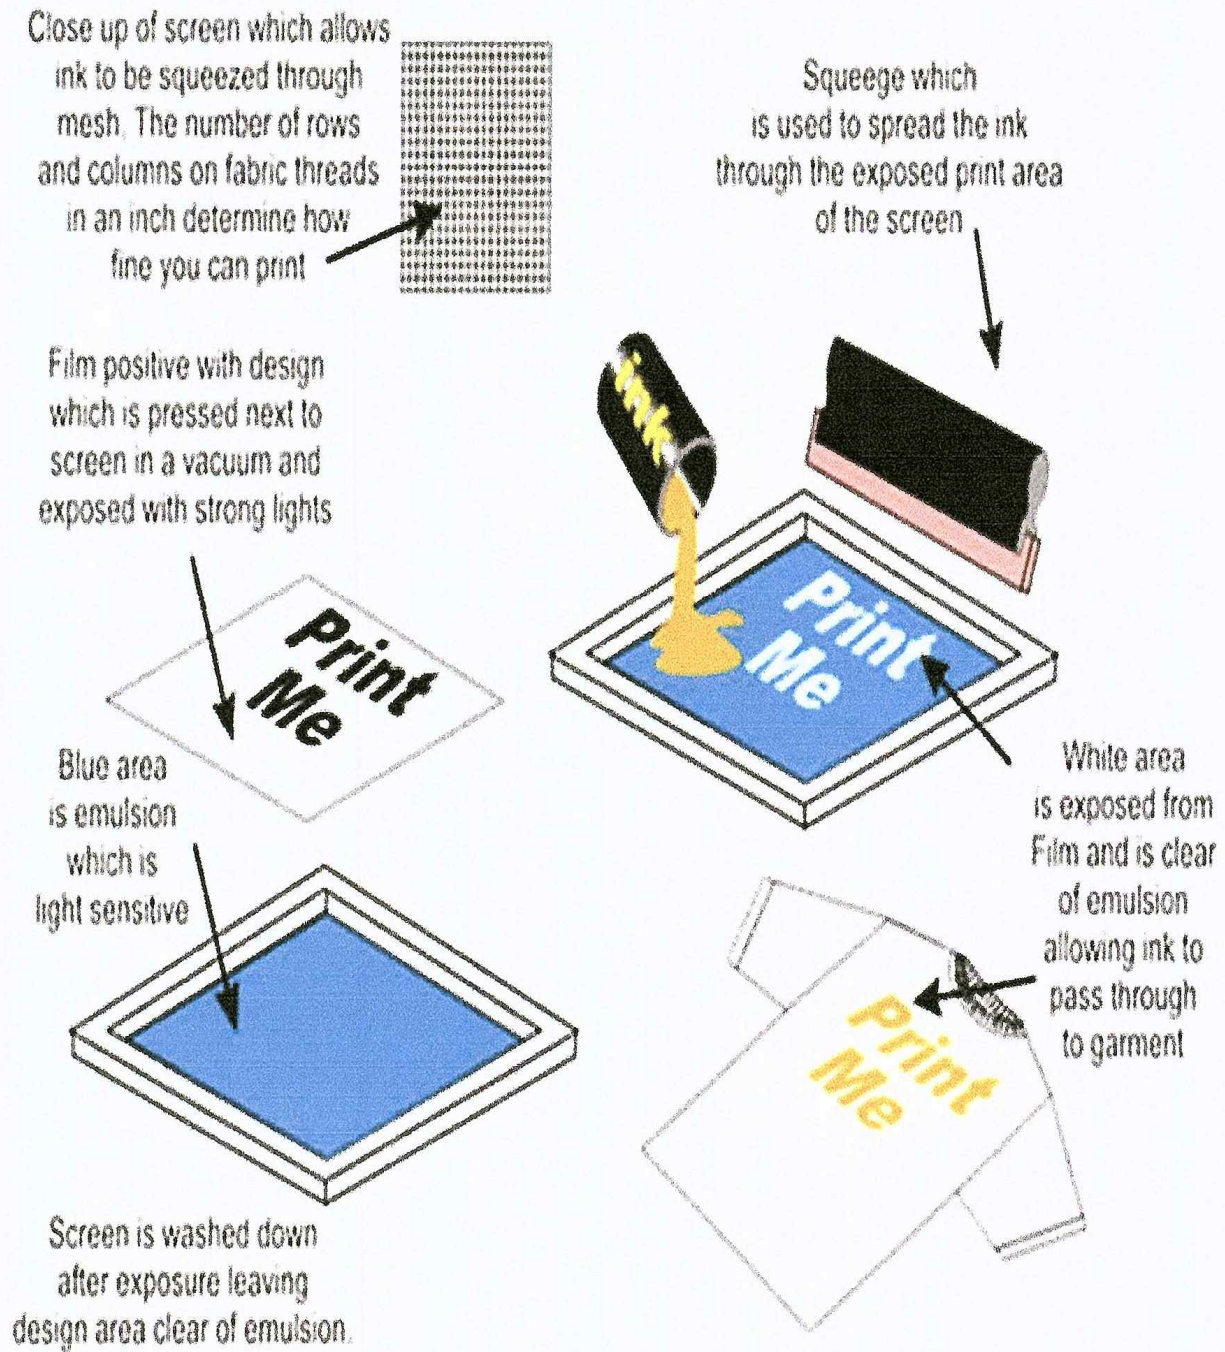 Close up of screen which allows
ink to be squeezed through
mesh. The number of rows
and columns on fabric threads
in an inch determine how
fine you can print
Squeege which
is used to spread the ink
through the exposed print area
of the screen
Film positive with design
which is pressed next to
screen in a vacuum and
exposed with strong lights
ink
Print
Me
Print
Me
Blue area
is emulsion
which is
light sensitive
White area
is exposed from
Film and is clear
of emulsion
allowing ink to
pass through
to garment
Print
Me
Screen is washed down
after exposure leaving
design area clear of emulsion.